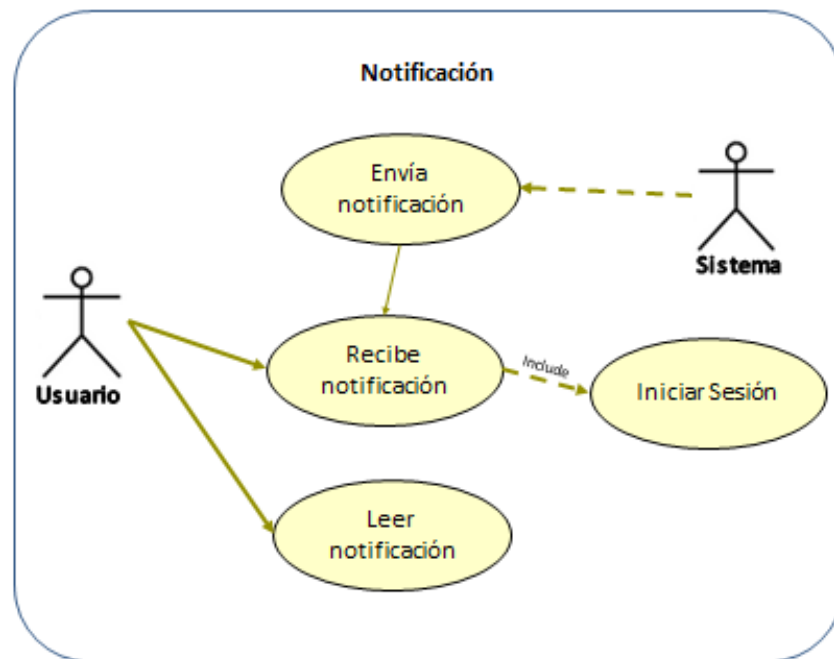 Notificación
Envía
notificación
Sistema
Usuario
Recibe
notificación
Include
Iniciar Sesión
Leer
notificación